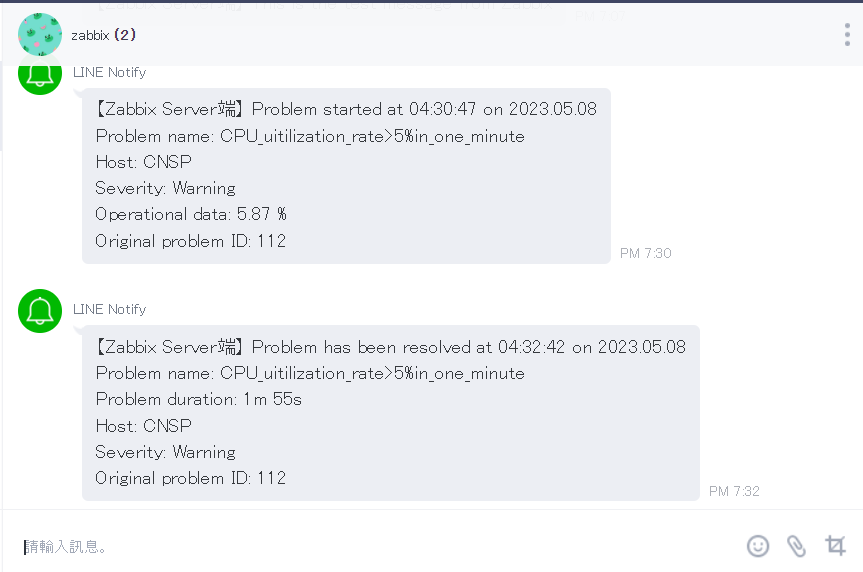 zabbix (2)
LINE Notify
【Zabbix Server端】 Problem started at 04:30:47 on 2023.05.08
Problem name: CPU_uitilization_rate>5%in_one_minute
Host: CNSP
Severity: Warning
Operational data: 5.87 %
Original problem ID: 112
PM 7:30
LINE Notify
【Zabbix Server端】 Problem has been resolved at 04:32:42 on 2023.05.08
Problem name: CPU_uitilization_rate>5%in_one_minute
Problem duration: 1m 55s
Host: CNSP
Severity: Warning
Original problem ID: 112
PM 7:32
請輸入訊息。